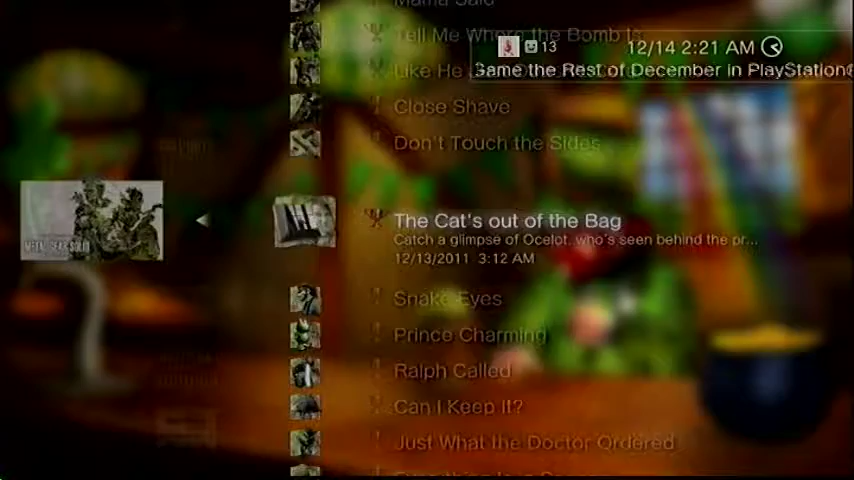 Mama Said
Tell Me Where the Bomb Is
13
12/14 2:21 AM
Like He
Game the Rest of December in PlayStation®
Close Shave
Don't Touch the Sides
The Cat's out of the Bag
Catch a glimpse of Ocelot, who's seen behind the pr...
12/13/2011 3:12 AM
METAL GEAR SOLID
Snake Eyes
Prince Charming
Ralph Called
Can I Keep It?
Just What the Doctor Ordered